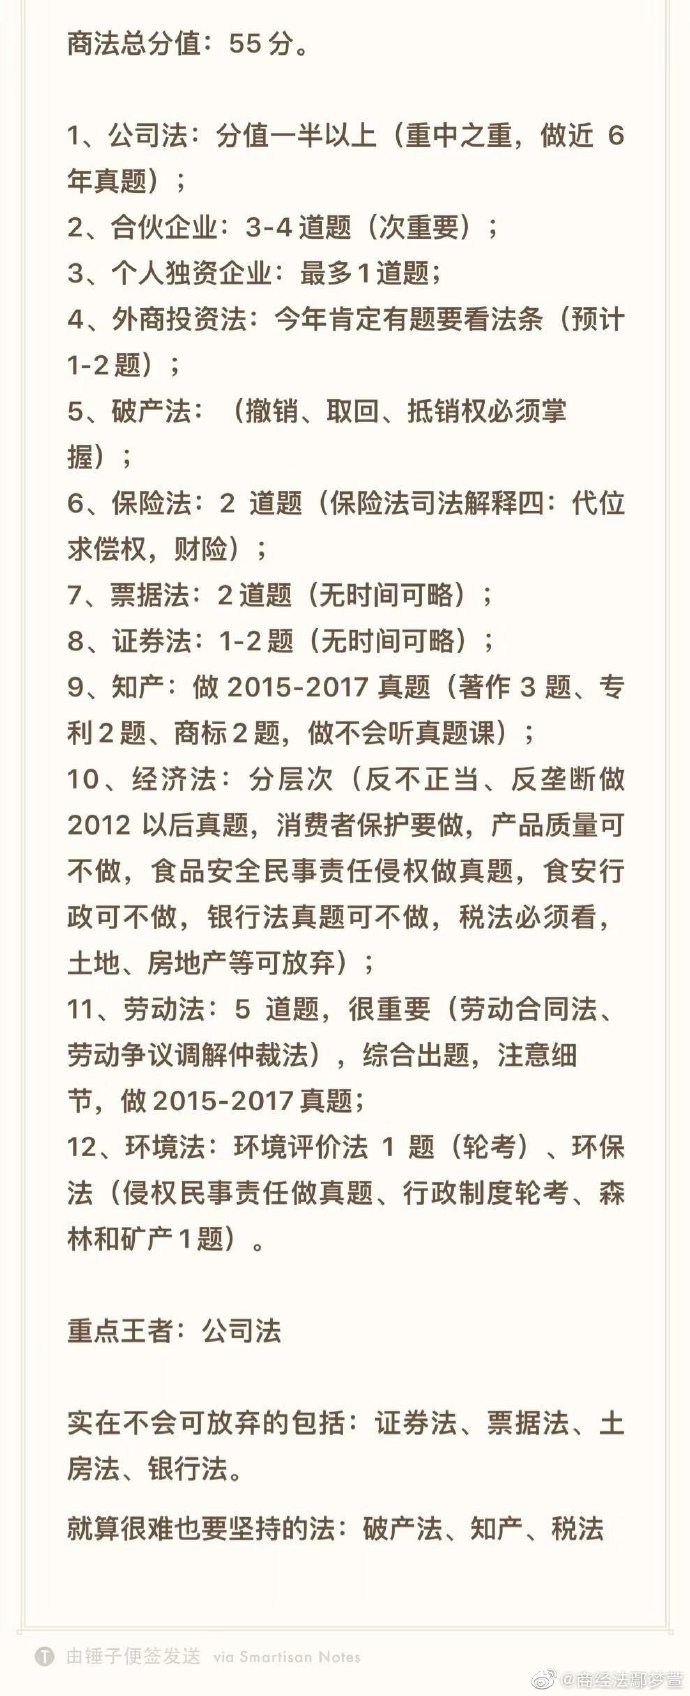 商法总分值：55分。
1、公司法：分值一半以上（重中之重，做近 6
年真题）；
2、合伙企业：3-4道题（次重要）；
3、个人独资企业：最多1道题；
4、外商投资法：今年肯定有题要看法条（预计
1-2题）；
5、破产法：（撤销、取回、抵销权必须掌
握）；
6、保险法：2 道题（保险法司法解释四：代位
求偿权，财险）；
7、票据法：2道题（无时间可略）；
8、证券法：1-2题（无时间可略）；
9、知产：做 2015-2017 真题（著作 3 题、专
利2题、商标2题，做不会听真题课）；
10、经济法：分层次（反不正当、反垄断做
2012 以后真题，消费者保护要做，产品质量可
不做，食品安全民事责任侵权做真题，食安行
政可不做，银行法真题可不做，税法必须看，
土地、房地产等可放弃）；
11、劳动法：5 道题，很重要（劳动合同法、
劳动争议调解仲裁法），综合出题，注意细
节，做2015-2017真题；
12、环境法：环境评价法 1 题（轮考）、环保
法（侵权民事责任做真题、行政制度轮考、森
林和矿产1题）。
重点王者：公司法
实在不会可放弃的包括：证券法、票据法、土
房法、银行法。
就算很难也要坚持的法：破产法、知产、税法
T 由锤子便签发送 via Smartisan Notes
@商经法鄢梦萱